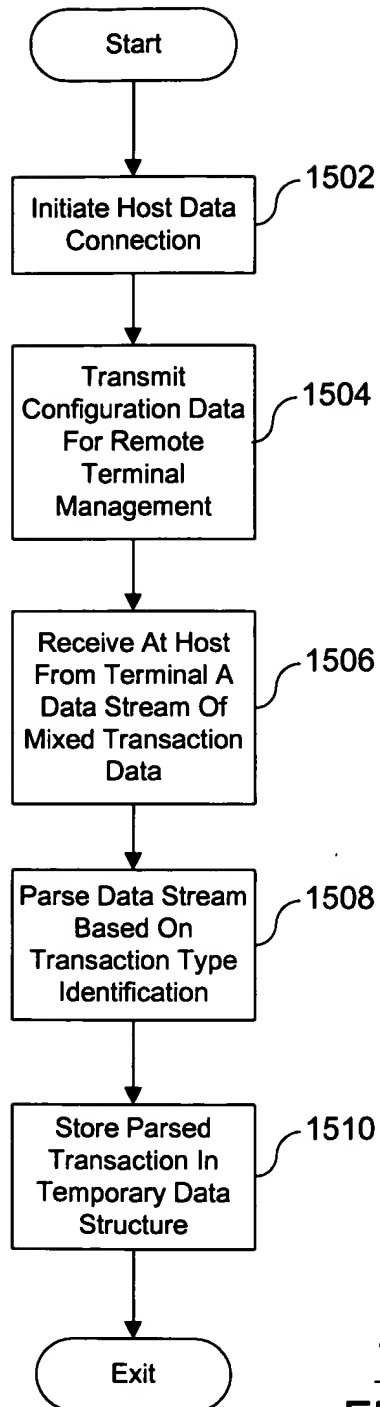 Start
1502
Initiate Host Data
Connection
1504
Transmit
Configuration Data
For Remote
Terminal
Management
1506
Receive At Host
From Terminal A
Data Stream Of
Mixed Transaction
Data
1508
Parse Data Stream
Based On
Transaction Type
Identification
1510
Store Parsed
Transaction In
Temporary Data
Structure
Exit